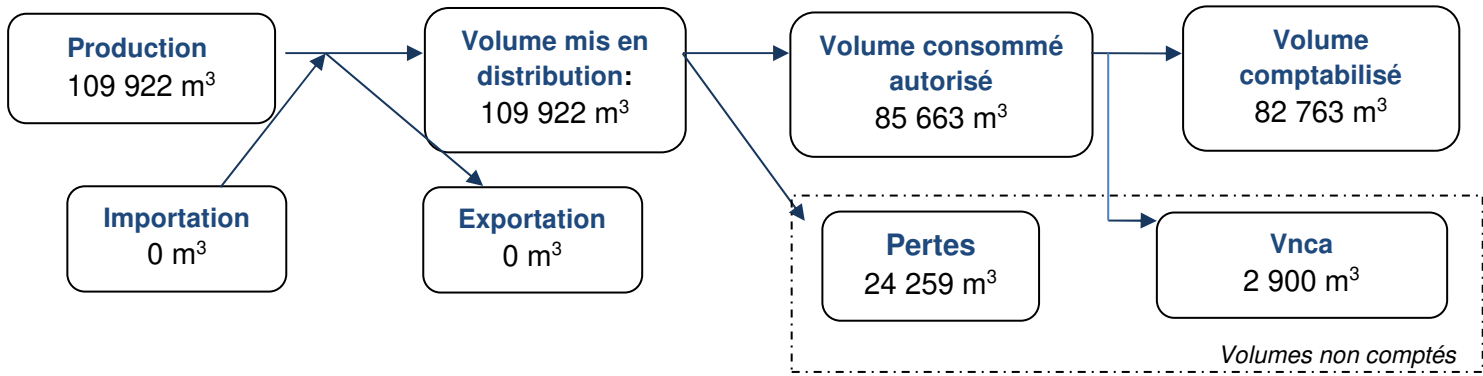 Production
109 922 m³
Volume mis en
distribution:
109 922 m³
Volume consommé
autorisé
85 663 m³
Volume
comptabilisé
82 763 m³
Importation
0 m³
Exportation
0 m³
Pertes
24 259 m³
Vnca
2 900 m³
Volumes non comptés